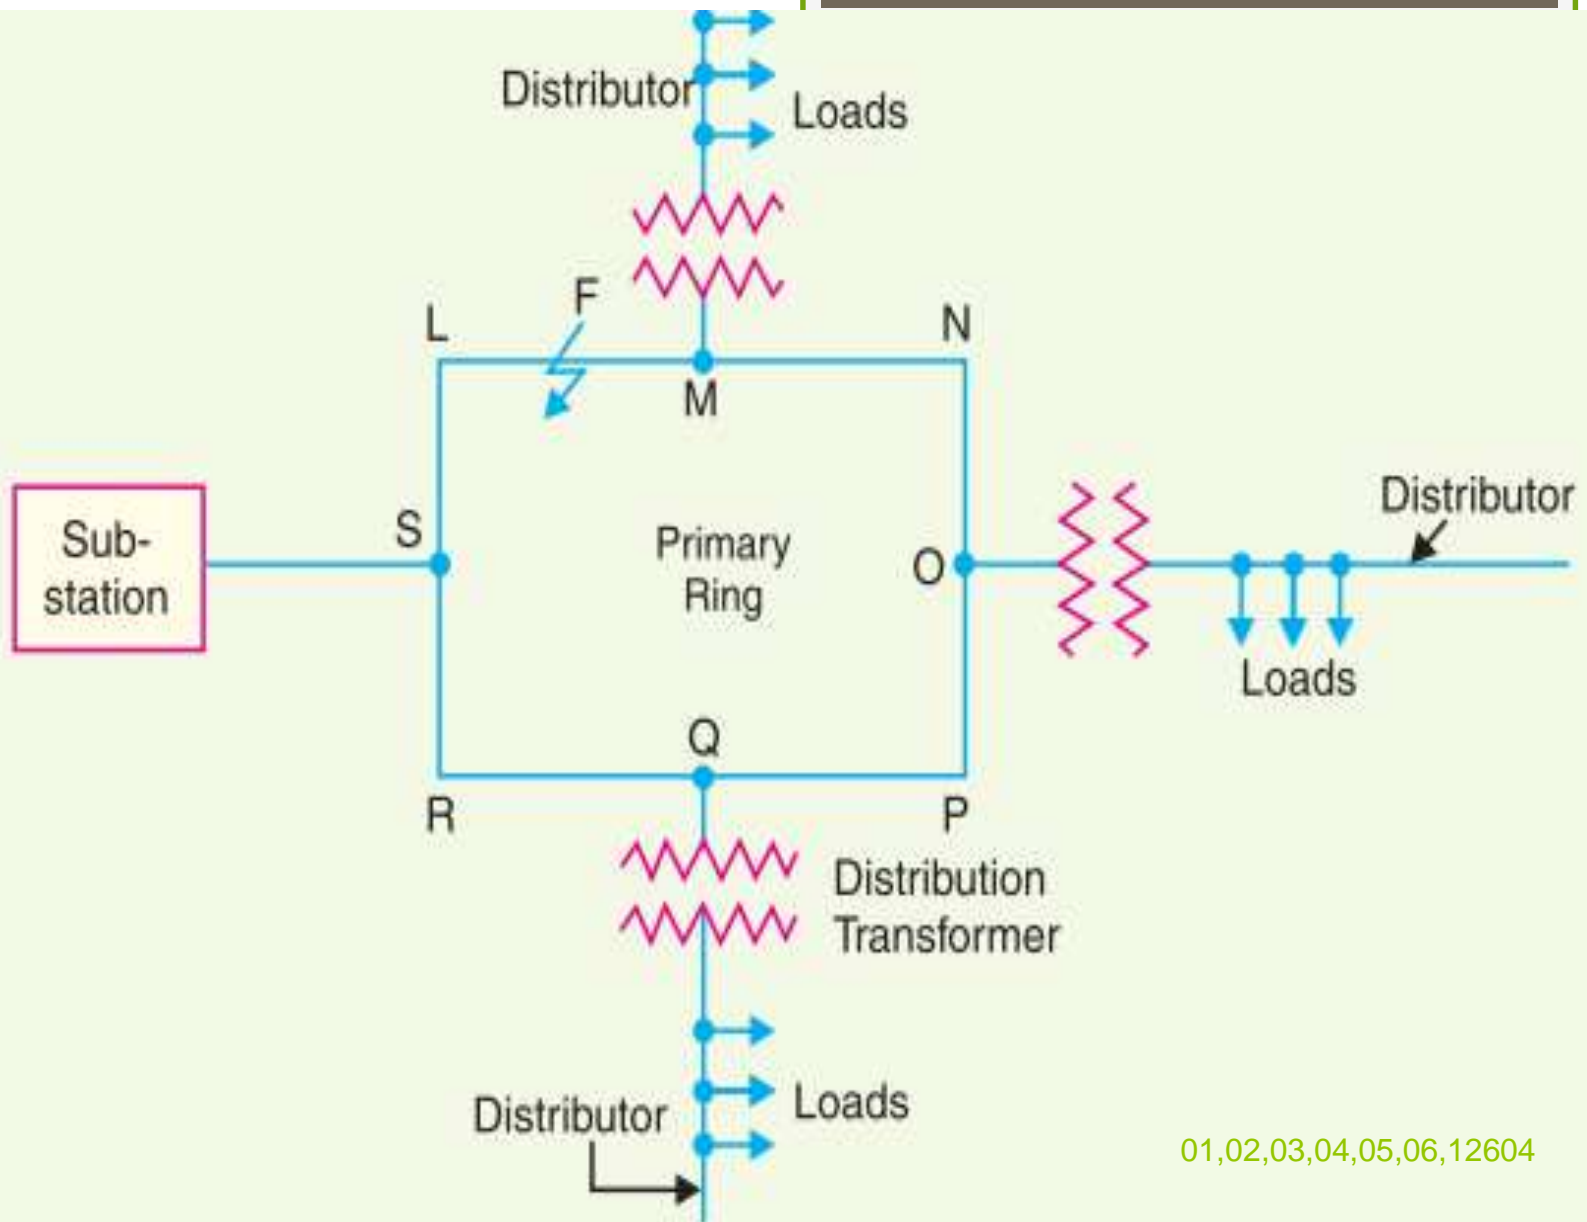 Distributor
Loads
F
L
N
M
S
Sub-
station
Primary
Ring
O
Distributor
Loads
Q
R
P
Distribution
Transformer
Distributor
Loads
01,02,03,04,05,06,12604